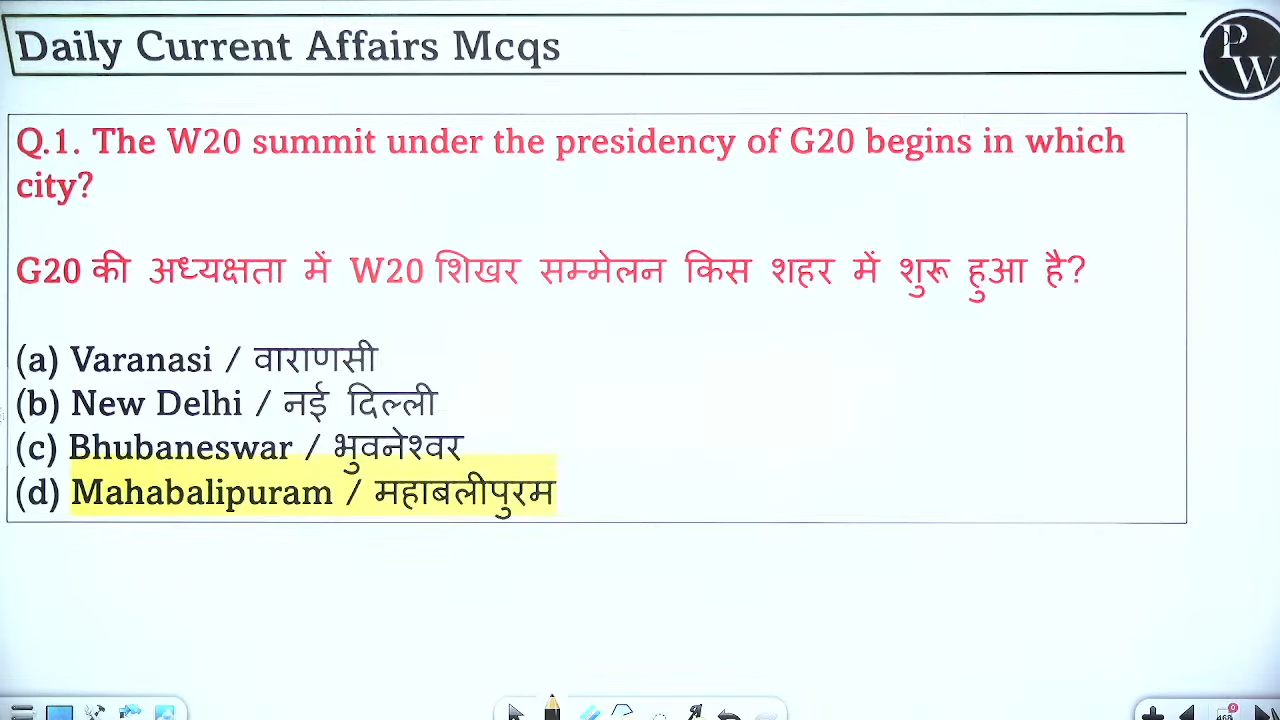 Daily Current Affairs Mcqs
PW
Q.1. The W20 summit under the presidency of G20 begins in which
city?
G20 की अध्यक्षता में W20 शिखर सम्मेलन किस शहर में शुरू हुआ है?
(a) Varanasi / वाराणसी
(b) New Delhi / नई दिल्ली
(c) Bhubaneswar / भुवनेश्वर
(d) Mahabalipuram / महाबलीपुरम